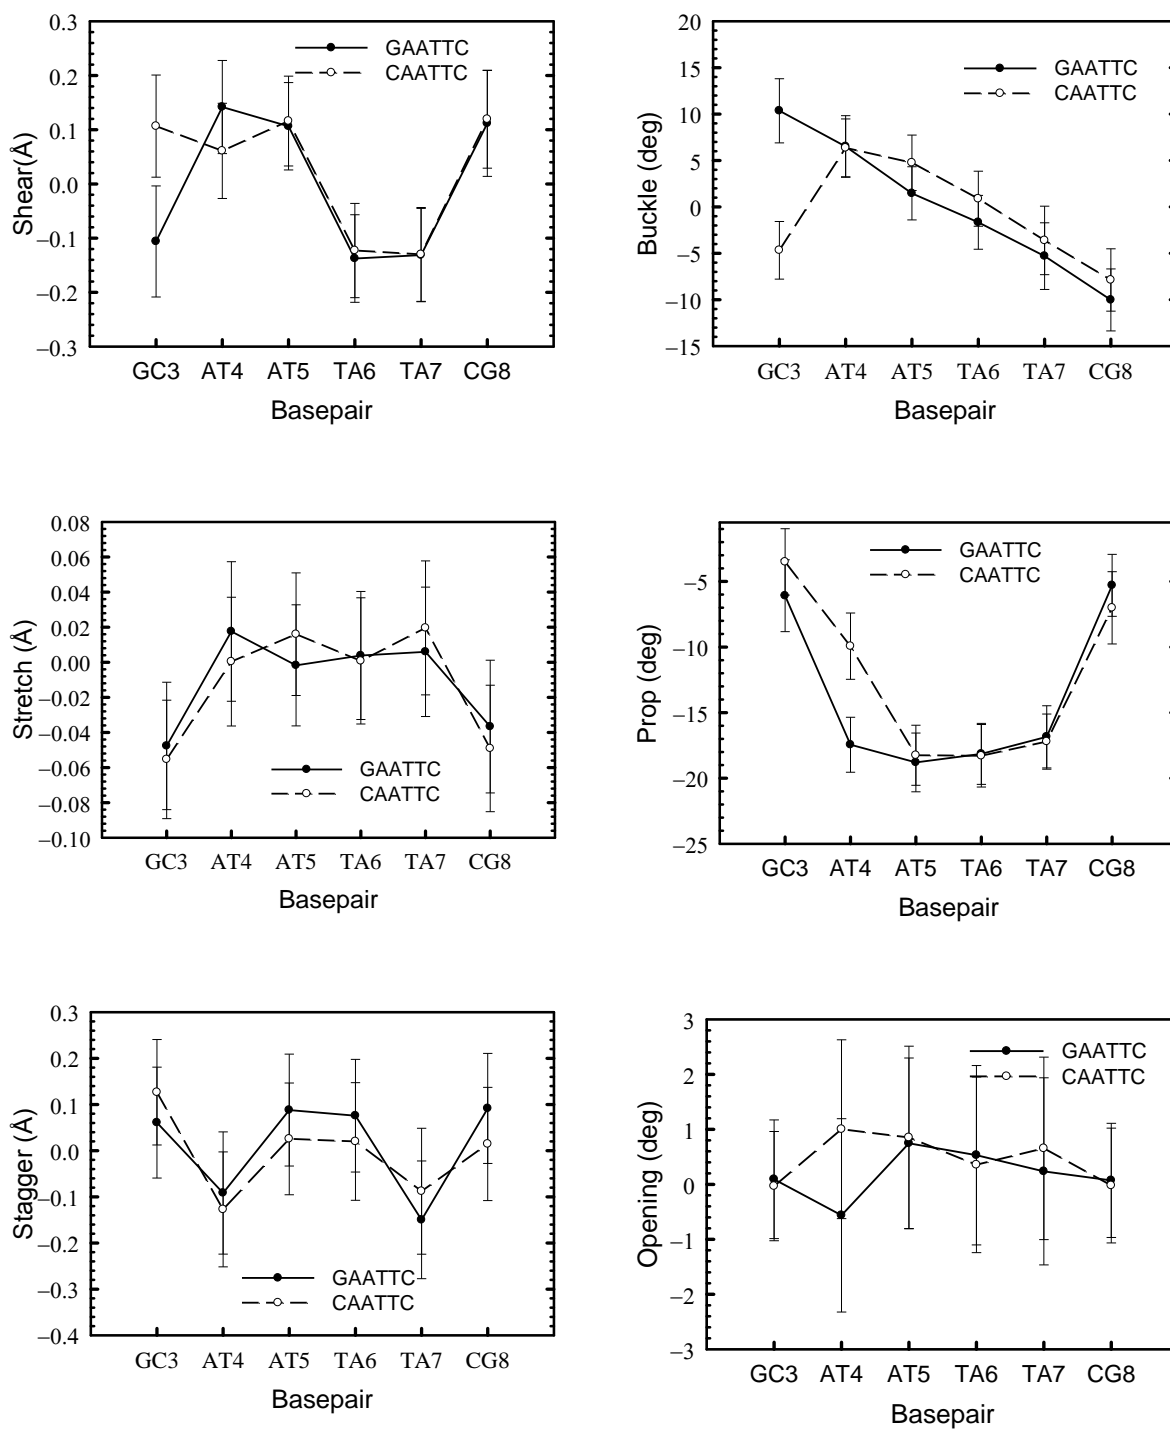 Shear(Å)
0.3
0.2
0.1
0.0
−0.1
−0.2
−0.3
GAATTC
CAATTC
GC3 AT4 AT5 TA6 TA7 CG8
Basepair
Buckle (deg)
20
15
10
5
0
−5
−10
−15
GAATTC
CAATTC
GC3 AT4 AT5 TA6 TA7 CG8
Basepair
Stretch (Å)
0.08
0.06
0.04
0.02
0.00
−0.02
−0.04
−0.06
−0.08
−0.10
GAATTC
CAATTC
GC3 AT4 AT5 TA6 TA7 CG8
Basepair
Prop (deg)
−5
−10
−15
−20
−25
GAATTC
CAATTC
GC3 AT4 AT5 TA6 TA7 CG8
Basepair
Stagger (Å)
0.3
0.2
0.1
0.0
−0.1
−0.2
−0.3
−0.4
GAATTC
CAATTC
GC3 AT4 AT5 TA6 TA7 CG8
Basepair
Opening (deg)
3
2
1
0
−1
−2
−3
GAATTC
CAATTC
GC3 AT4 AT5 TA6 TA7 CG8
Basepair